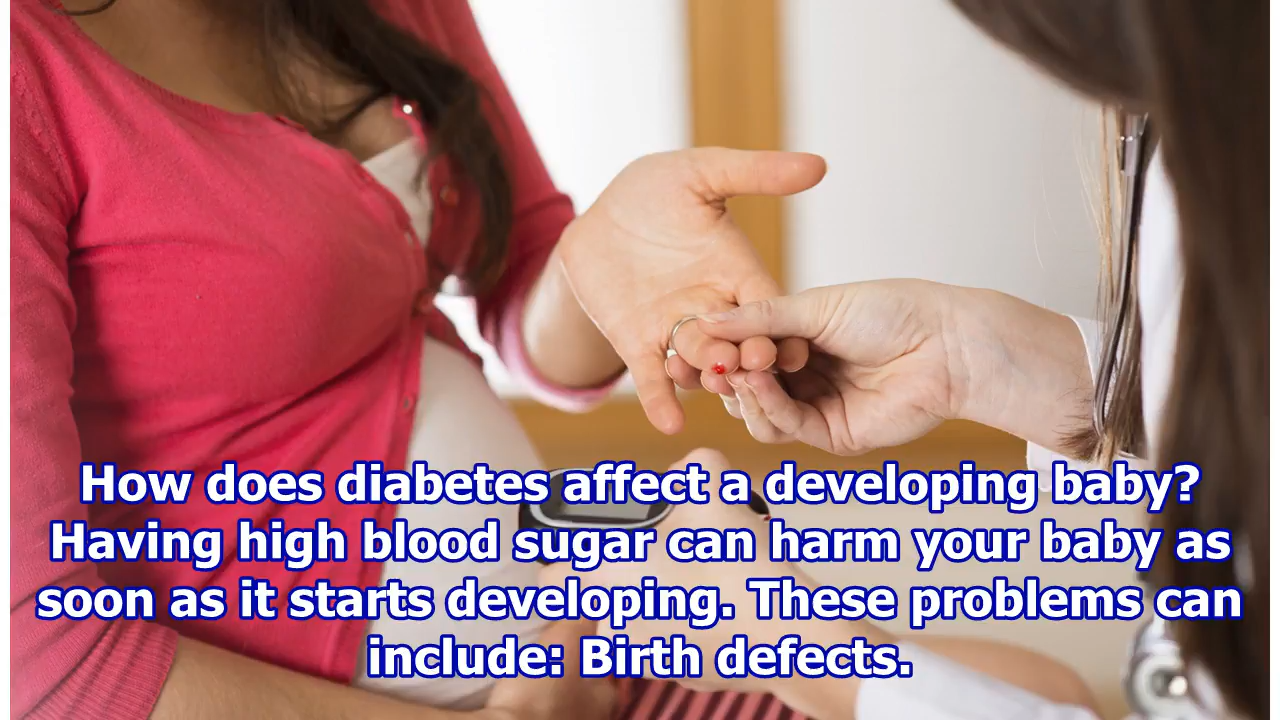 How does diabetes affect a developing baby?
Having high blood sugar can harm your baby as
soon as it starts developing. These problems can
include: Birth defects.